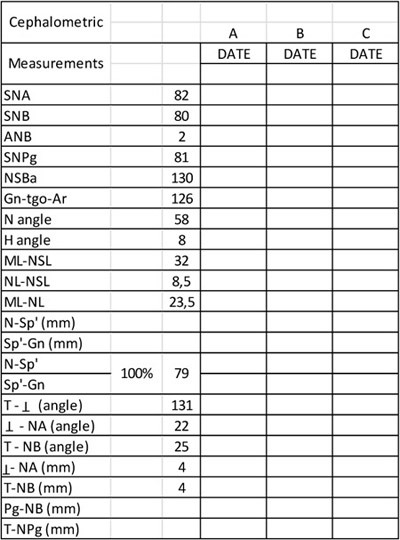 Cephalometric
A B C
Measurements DATE DATE DATE
SNA 82
SNB 80
ANB 2
SNPg 81
NSBa 130
Gn-tgo-Ar 126
N angle 58
H angle 8
ML-NSL 32
NL-NSL 8,5
ML-NL 23,5
N-Sp' (mm)
Sp'-Gn (mm)
N-Sp'
100% 79
Sp'-Gn
T - ⊥ (angle) 131
⊥ - NA (angle) 22
T - NB (angle) 25
⊥- NA (mm) 4
T-NB (mm) 4
Pg-NB (mm)
T-NPg (mm)